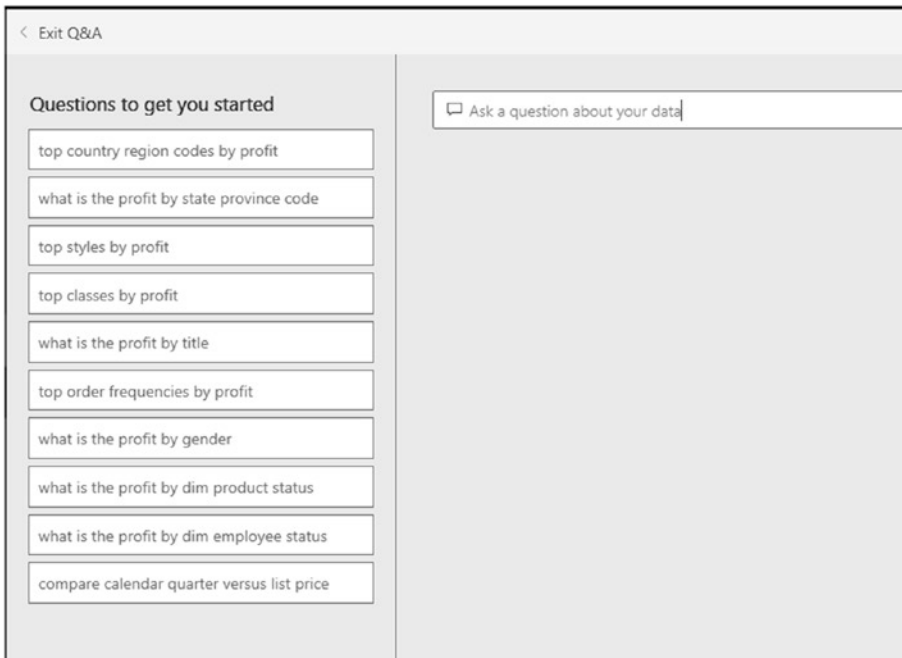 Exit Q&A
Questions to get you started
top country region codes by profit
what is the profit by state province code
top styles by profit
top classes by profit
what is the profit by title
top order frequencies by profit
what is the profit by gender
what is the profit by dim product status
what is the profit by dim employee status
compare calendar quarter versus list price
Ask a question about your data